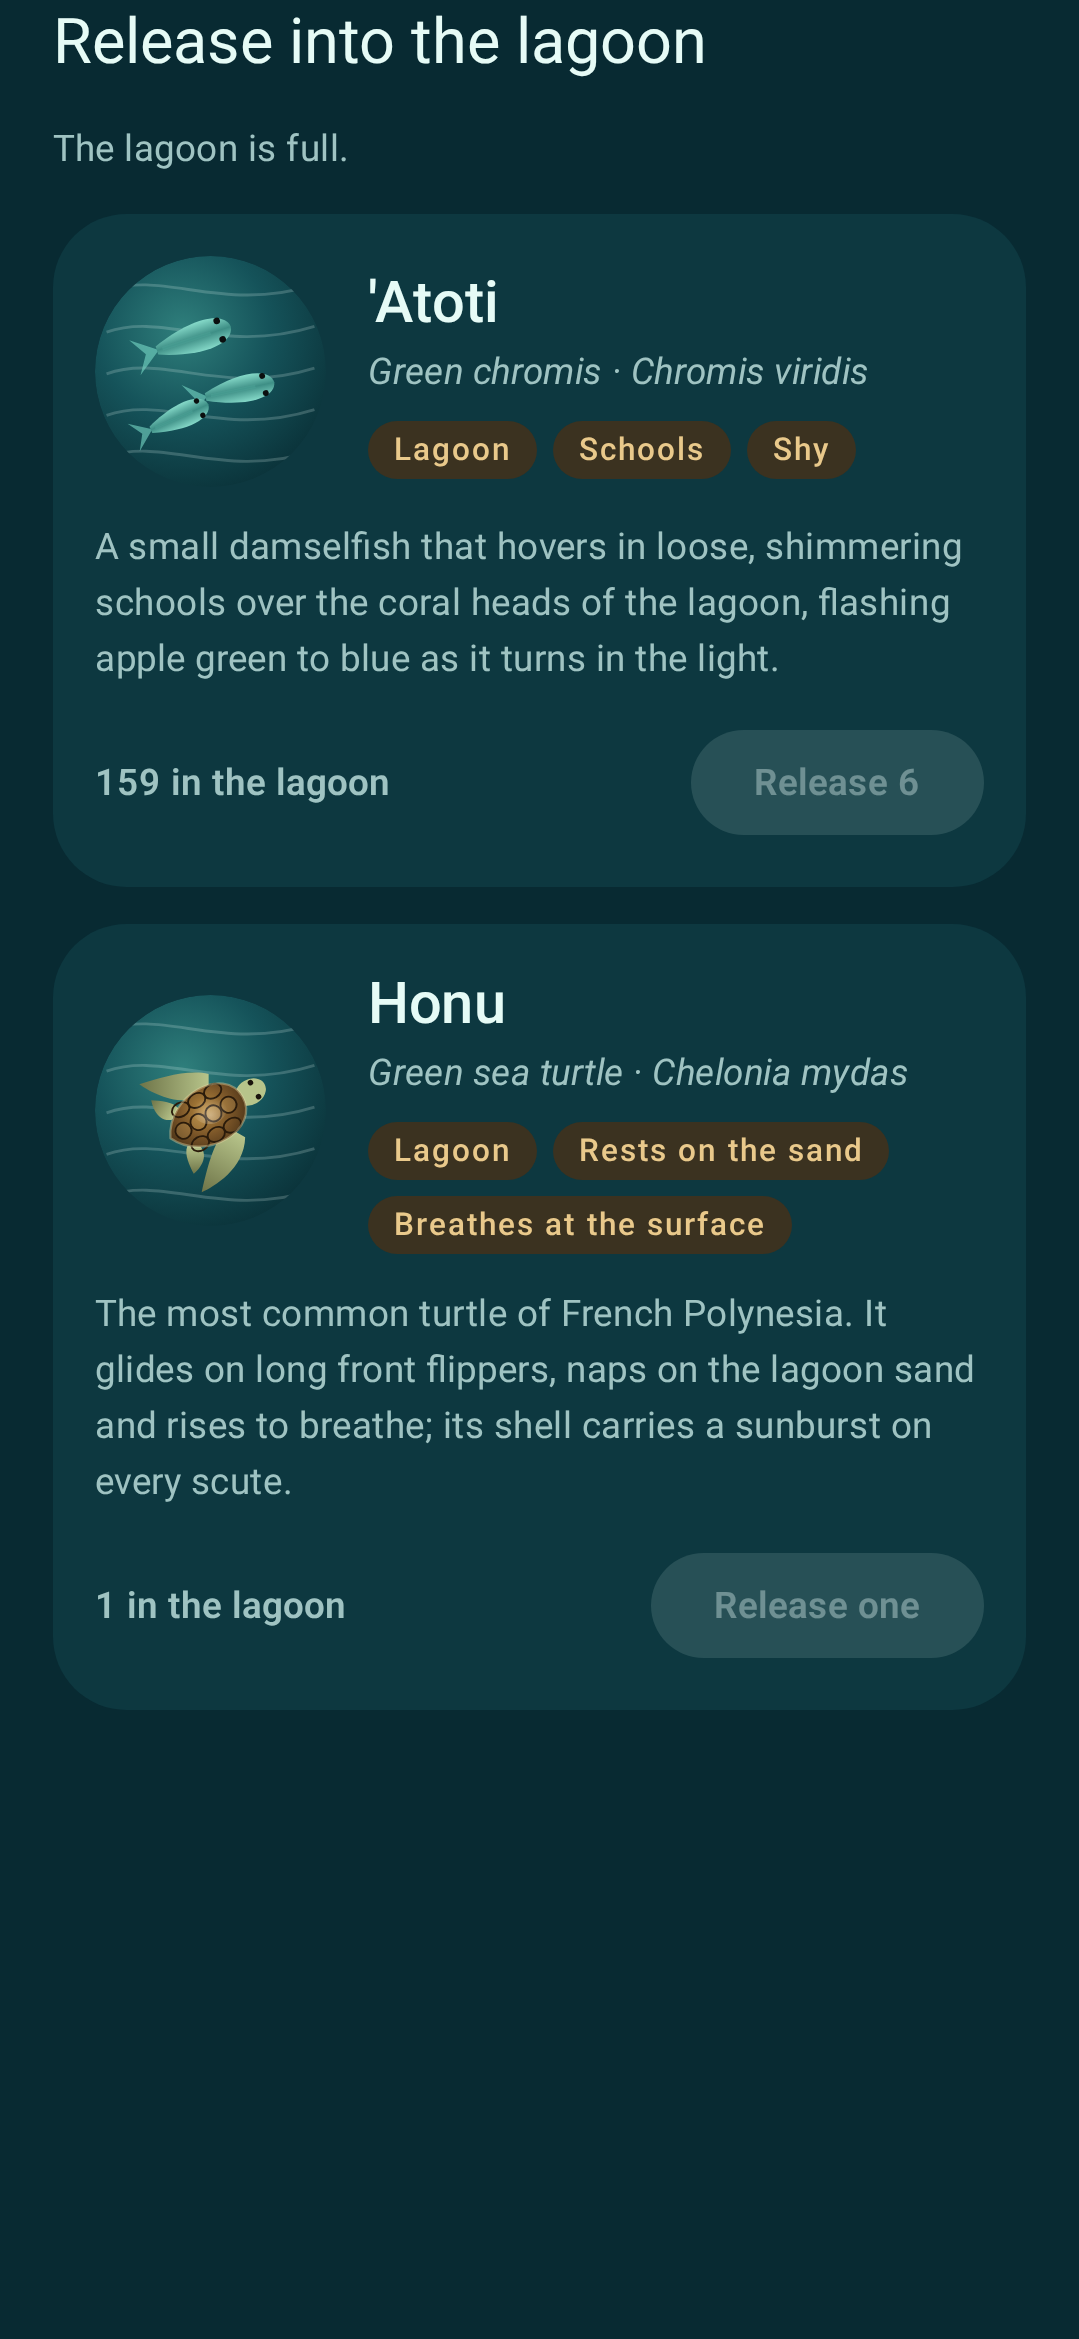 Release into the lagoon
The lagoon is full.
'Atoti
Green chromis · Chromis viridis
Lagoon Schools Shy
A small damselfish that hovers in loose, shimmering
schools over the coral heads of the lagoon, flashing
apple green to blue as it turns in the light.
159 in the lagoon Release 6
Honu
Green sea turtle · Chelonia mydas
Lagoon Rests on the sand
Breathes at the surface
The most common turtle of French Polynesia. It
glides on long front flippers, naps on the lagoon sand
and rises to breathe; its shell carries a sunburst on
every scute.
1 in the lagoon Release one